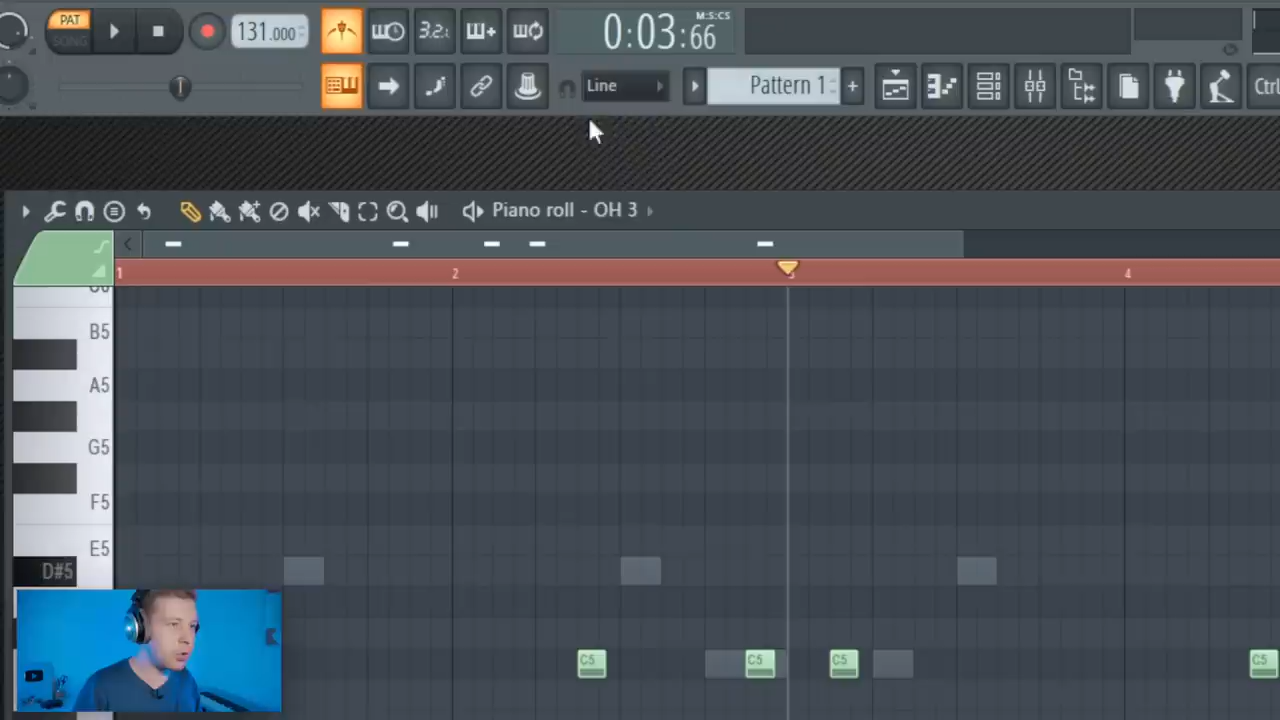 PAT
SONG
131.000
3.2.
0:03:66
M:S:CS
Line
Pattern 1
+
Ctrl
Piano roll - OH 3
1
2
3
4
B5
A5
G5
F5
E5
D#5
C5
C5
C5
C5